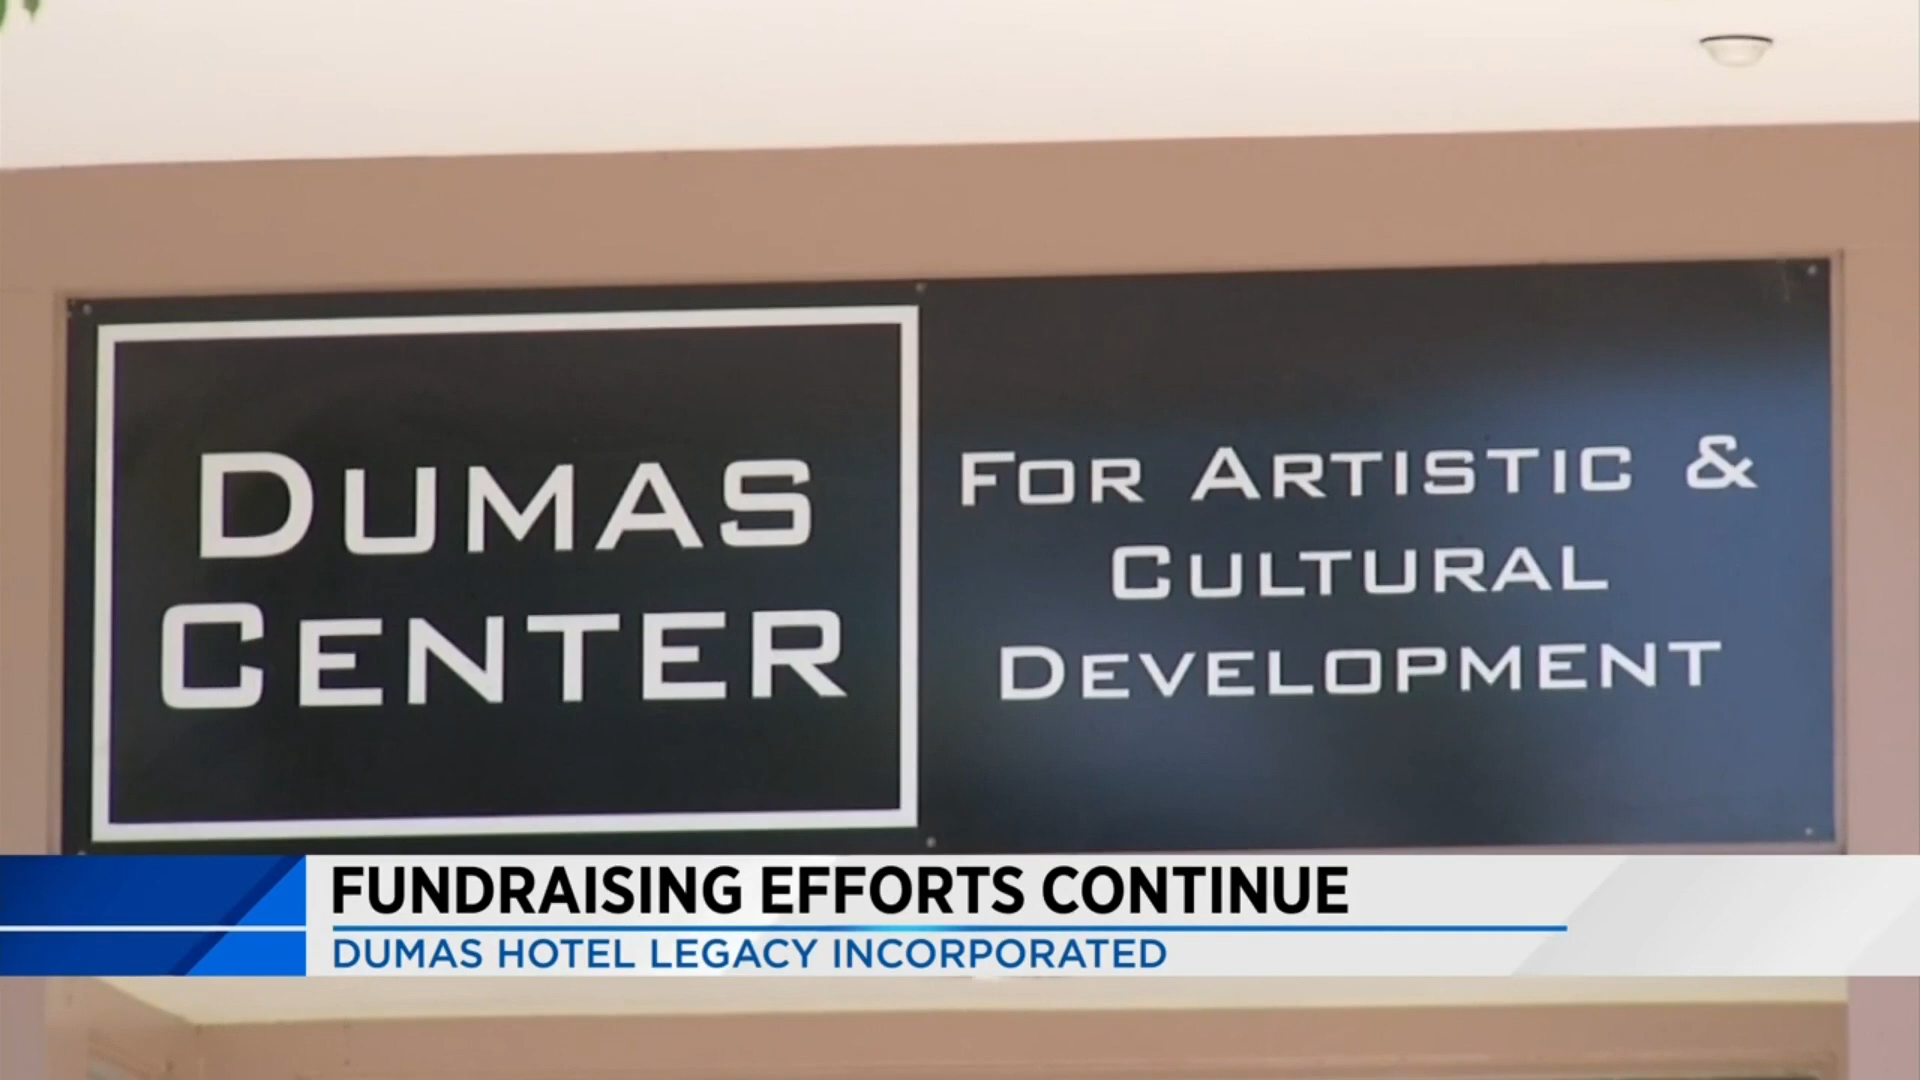 DUMAS
CENTER
FOR ARTISTIC &
CULTURAL
DEVELOPMENT
FUNDRAISING EFFORTS CONTINUE
DUMAS HOTEL LEGACY INCORPORATED